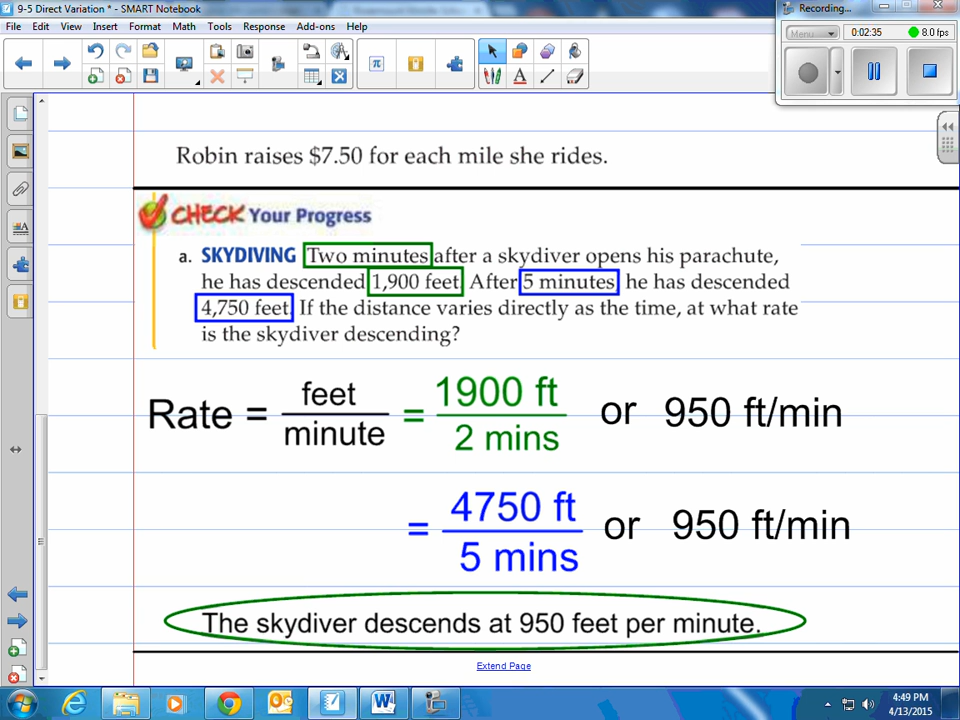 9-5 Direct Variation * - SMART Notebook
Recording...
File Edit View Insert Format Math Tools Response Add-ons Help
Menu 0:02:35 8.0 fps
Robin raises $7.50 for each mile she rides.
CHECK Your Progress
a. SKYDIVING Two minutes after a skydiver opens his parachute,
he has descended 1,900 feet. After 5 minutes, he has descended
4,750 feet. If the distance varies directly as the time, at what rate
is the skydiver descending?
Rate = feet / minute = 1900 ft / 2 mins or 950 ft/min
= 4750 ft / 5 mins or 950 ft/min
The skydiver descends at 950 feet per minute.
Extend Page
4:49 PM
4/13/2015